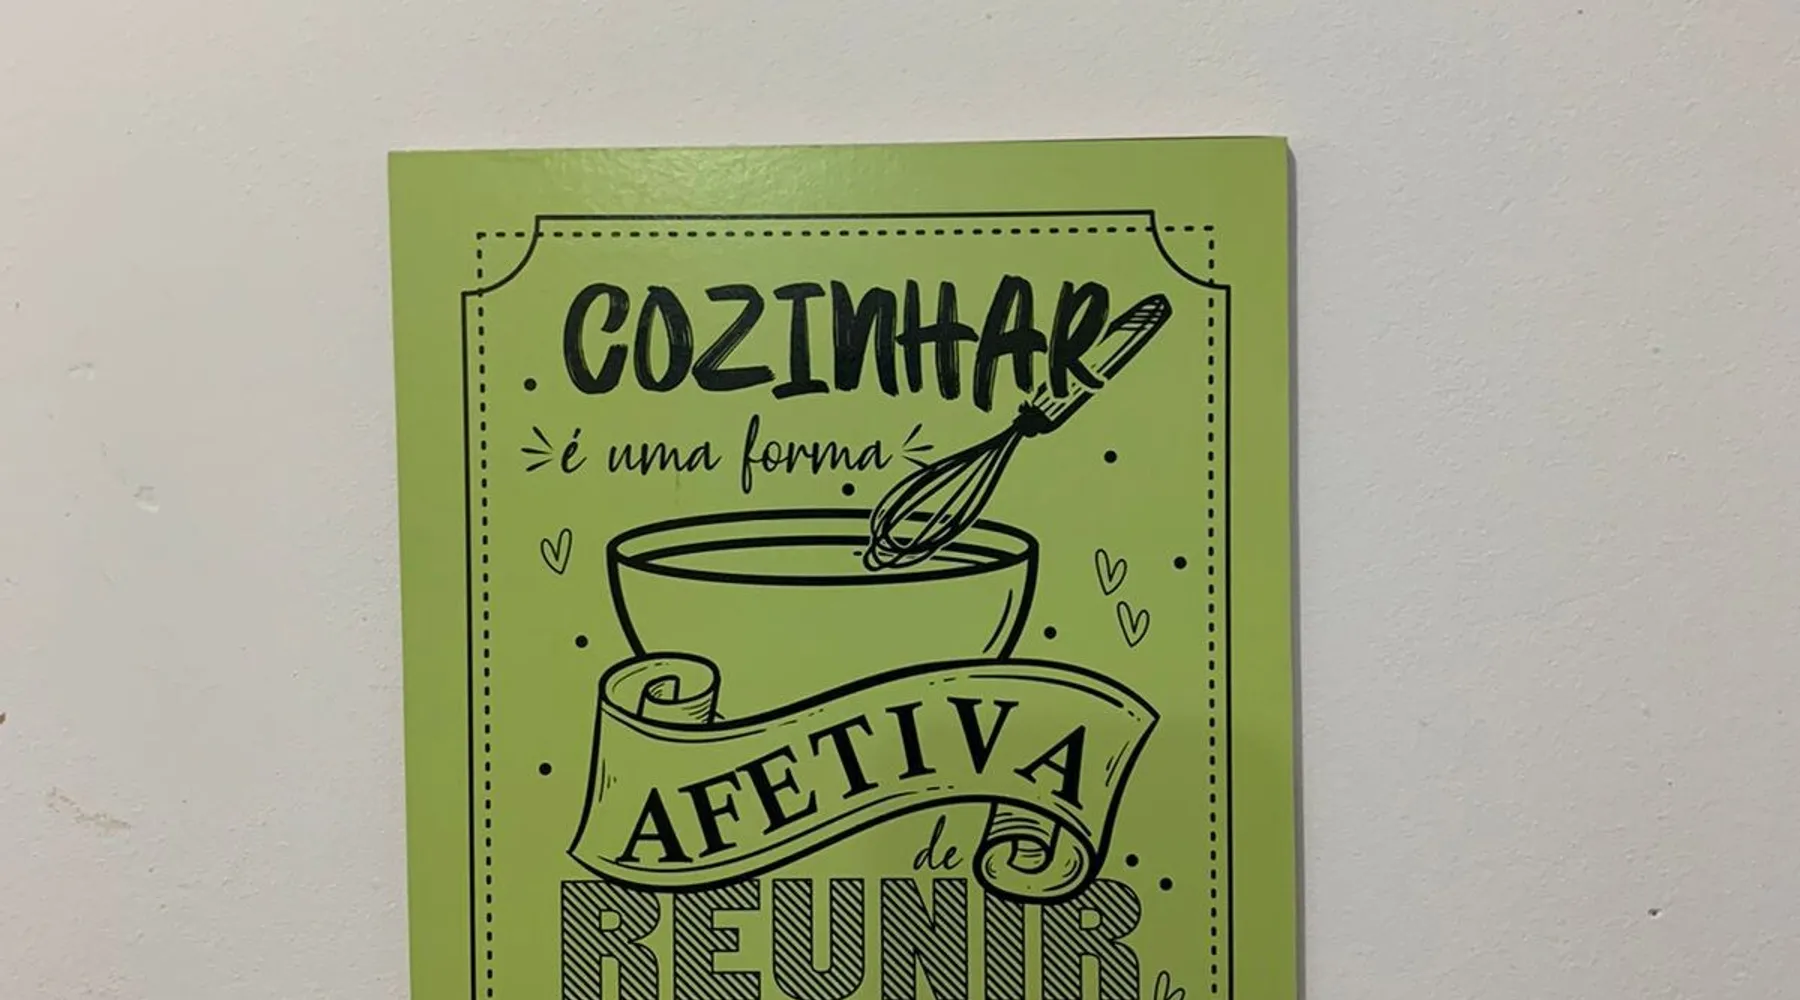 COZINHAR
é uma forma
AFETIVA
de
REUNIR